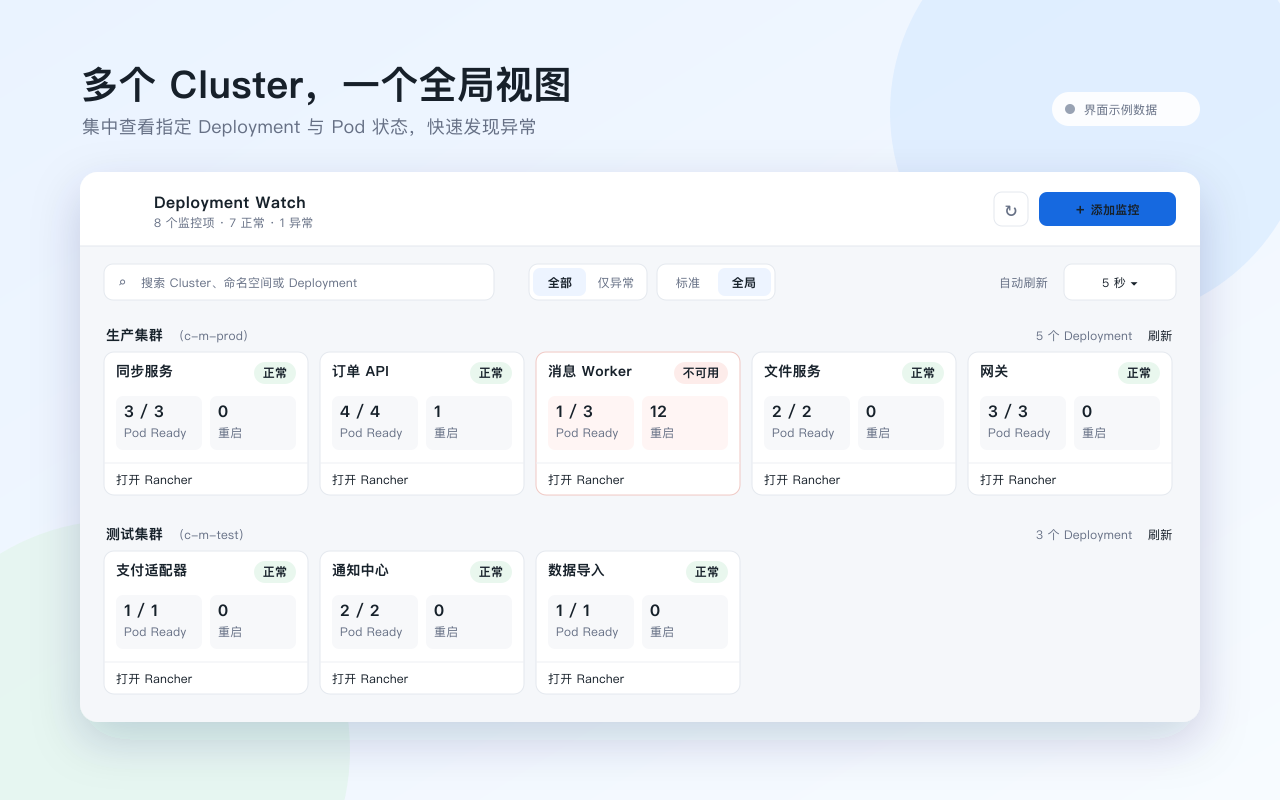 多个 Cluster，一个全局视图
集中查看指定 Deployment 与 Pod 状态，快速发现异常
界面示例数据
Deployment Watch
8 个监控项 · 7 正常 · 1 异常
↻
+ 添加监控
搜索 Cluster、命名空间或 Deployment
全部 仅异常
标准 全局
自动刷新
5 秒
生产集群 (c-m-prod)
5 个 Deployment 刷新
同步服务 正常
3 / 3 0
Pod Ready 重启
打开 Rancher
订单 API 正常
4 / 4 1
Pod Ready 重启
打开 Rancher
消息 Worker 不可用
1 / 3 12
Pod Ready 重启
打开 Rancher
文件服务 正常
2 / 2 0
Pod Ready 重启
打开 Rancher
网关 正常
3 / 3 0
Pod Ready 重启
打开 Rancher
测试集群 (c-m-test)
3 个 Deployment 刷新
支付适配器 正常
1 / 1 0
Pod Ready 重启
打开 Rancher
通知中心 正常
2 / 2 0
Pod Ready 重启
打开 Rancher
数据导入 正常
1 / 1 0
Pod Ready 重启
打开 Rancher